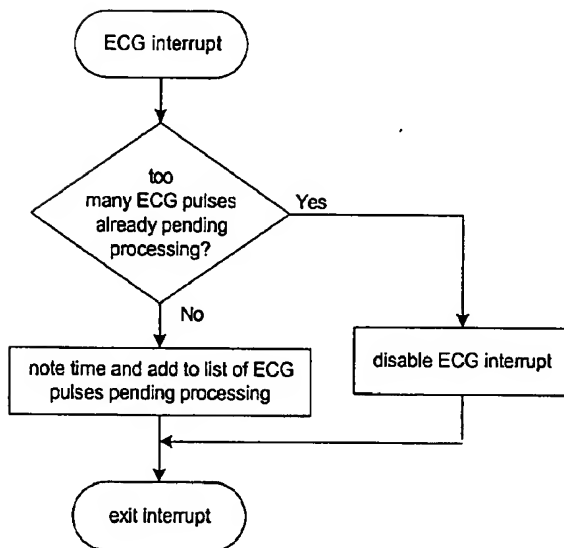 ECG interrupt
too
many ECG pulses
already pending
processing?
Yes
No
note time and add to list of ECG
pulses pending processing
disable ECG interrupt
exit interrupt